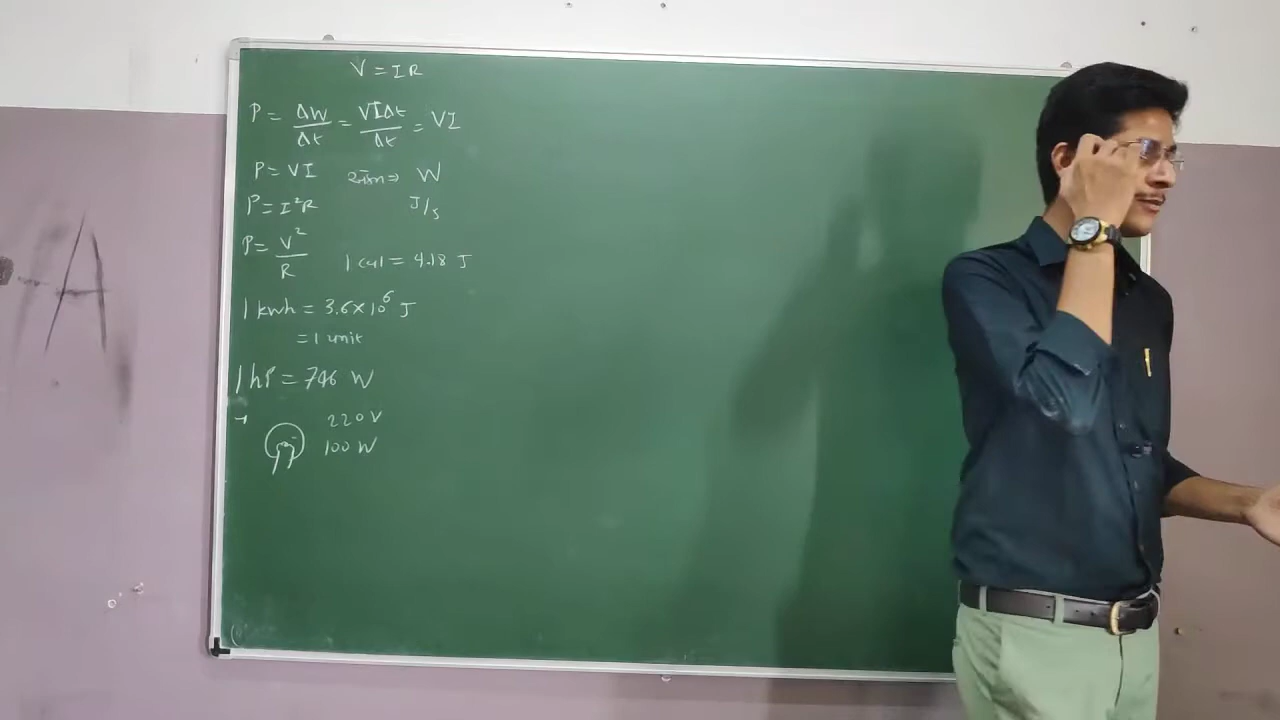 V = IR
P = ΔW/Δt = VIΔt/Δt = VI
P = VI ⇒ W
P = I²R J/s
P = V²/R
1 cal = 4.18 J
1 kwh = 3.6×10⁶ J
= 1 unit
1 hP = 746 W
→ 220 V
100 W
A